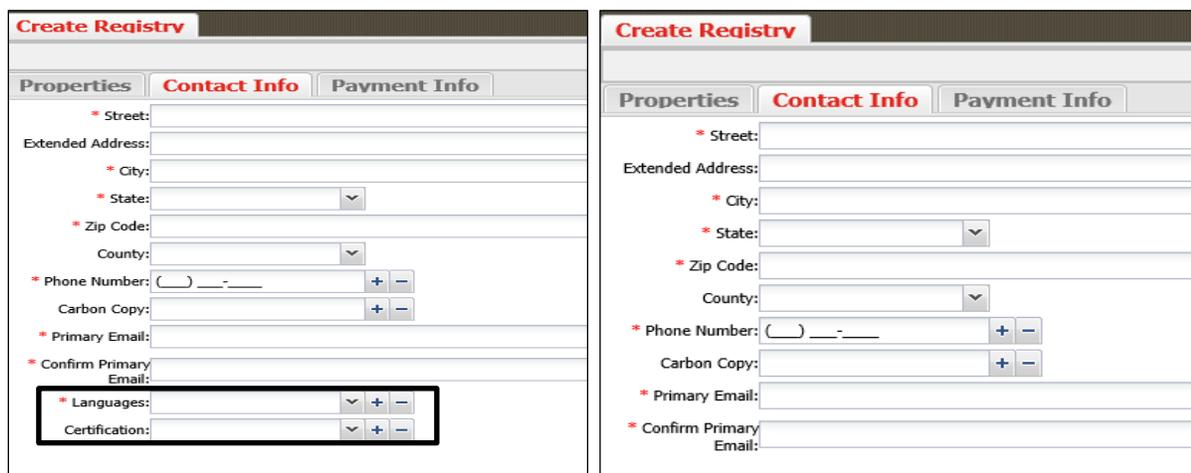 Create Registry
Properties Contact Info Payment Info
* Street:
Extended Address:
* City:
* State:
* Zip Code:
County:
* Phone Number: (___) ___-____ + −
Carbon Copy: + −
* Primary Email:
* Confirm Primary
Email:
* Languages: + −
Certification: + −
Create Registry
Properties Contact Info Payment Info
* Street:
Extended Address:
* City:
* State:
* Zip Code:
County:
* Phone Number: (___) ___-____ + −
Carbon Copy: + −
* Primary Email:
* Confirm Primary
Email: